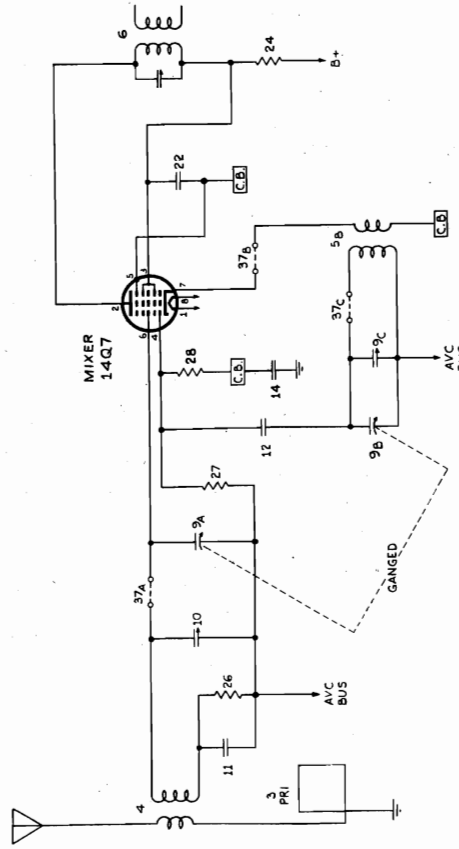 6
24
B+
MIXER
14Q7
2
5
3
6
4
7
8
1
22
C.B.
37B
5B
C.B.
37C
9C
9B
AVC
28
C.B.
14
12
27
9A
GANGED
37A
10
26
11
AVC
BUS
4
3
PRI